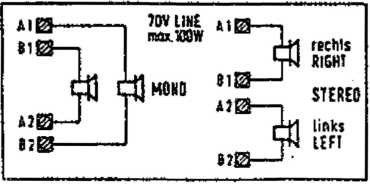 A1
B1
A2
B2
70V LINE
max. 100W
MONO
A1
B1
A2
B2
rechts
RIGHT
STEREO
links
LEFT